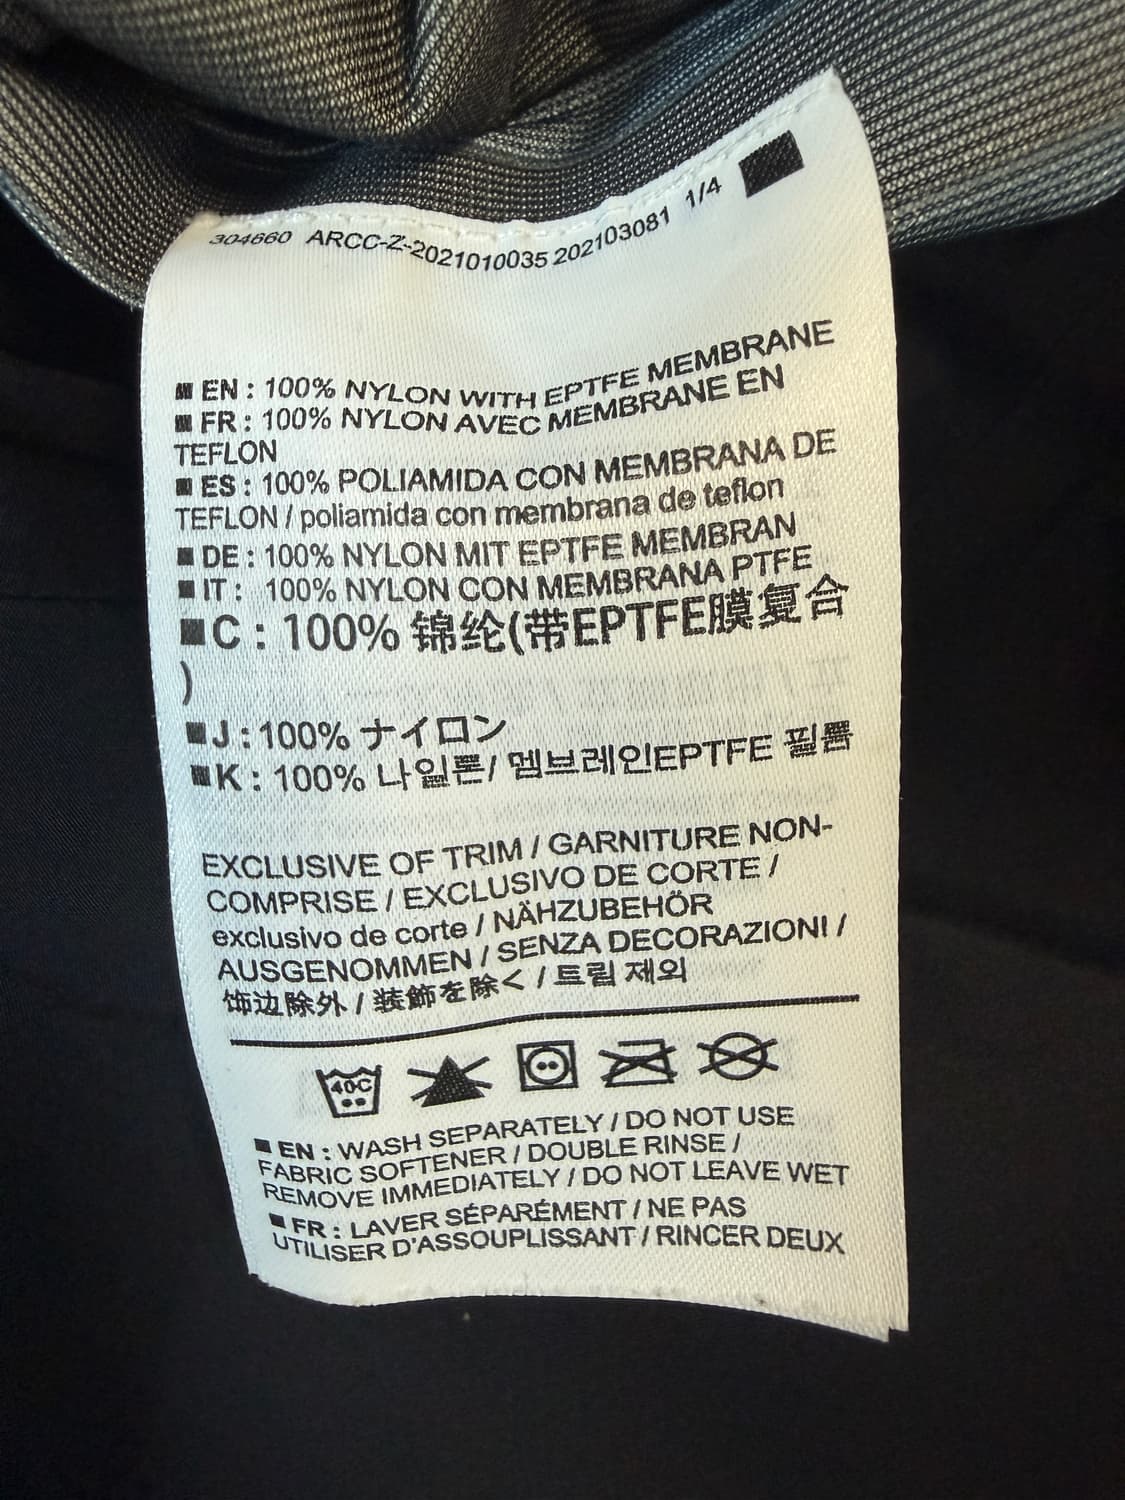 304660 ARCC-Z-2021010035 202103081 1/4
EN : 100% NYLON WITH EPTFE MEMBRANE
FR : 100% NYLON AVEC MEMBRANE EN
TEFLON
ES : 100% POLIAMIDA CON MEMBRANA DE
TEFLON / poliamida con membrana de teflon
DE : 100% NYLON MIT EPTFE MEMBRAN
IT : 100% NYLON CON MEMBRANA PTFE
C : 100% 锦纶(带EPTFE膜复合
)
J : 100% ナイロン
K : 100% 나일론/ 멤브레인EPTFE 필름
EXCLUSIVE OF TRIM / GARNITURE NON-
COMPRISE / EXCLUSIVO DE CORTE /
exclusivo de corte / NÄHZUBEHÖR
AUSGENOMMEN / SENZA DECORAZIONI /
饰边除外 / 装飾を除く / 트림 제외
40C
EN : WASH SEPARATELY / DO NOT USE
FABRIC SOFTENER / DOUBLE RINSE /
REMOVE IMMEDIATELY / DO NOT LEAVE WET
FR : LAVER SÉPARÉMENT / NE PAS
UTILISER D'ASSOUPLISSANT / RINCER DEUX